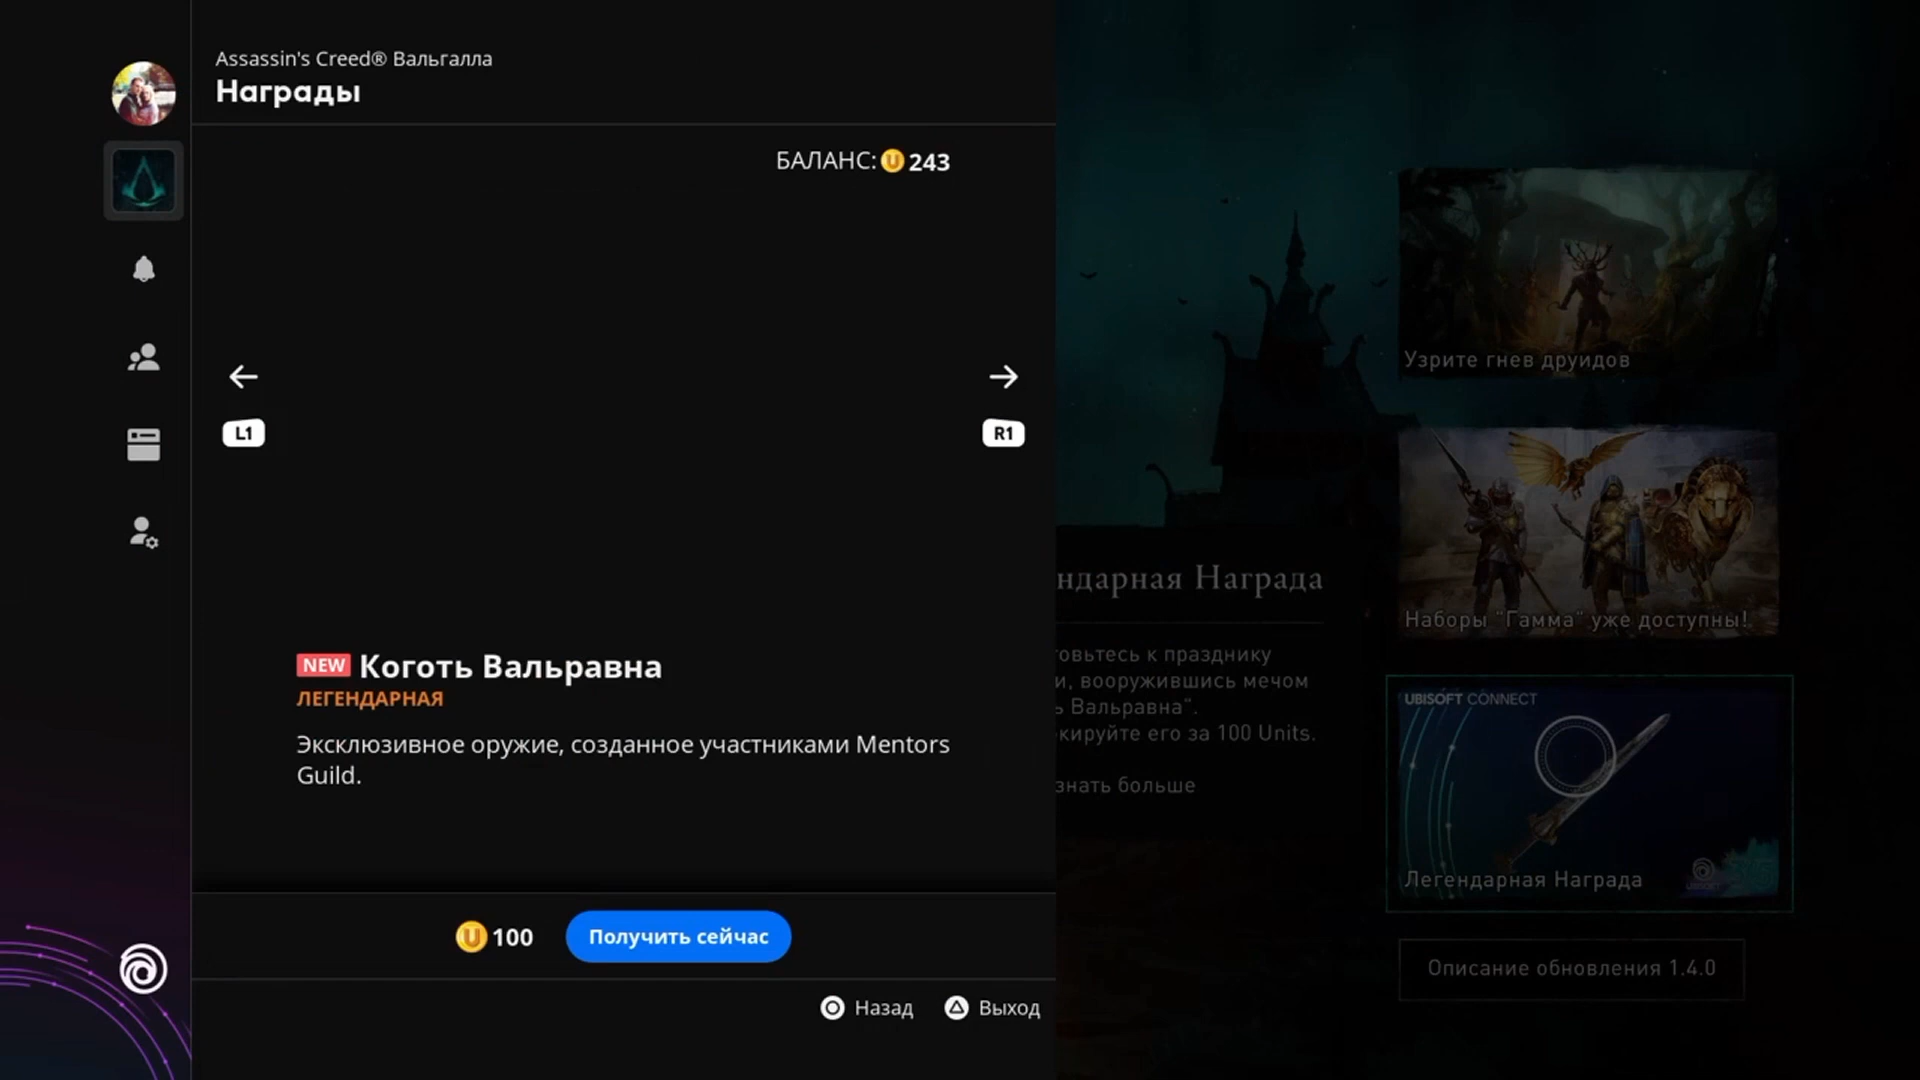 Assassin's Creed® Вальгалла
Награды
БАЛАНС: 243
L1
R1
NEW Коготь Вальравна
ЛЕГЕНДАРНАЯ
Эксклюзивное оружие, созданное участниками Mentors
Guild.
100 Получить сейчас
Назад Выход
ндарная Награда
овьтесь к празднику
и, вооружившись мечом
ь Вальравна".
кируйте его за 100 Units.
знать больше
Узрите гнев друидов
Наборы "Гамма" уже доступны!
UBISOFT CONNECT
Легендарная Награда
UBISOFT
Описание обновления 1.4.0